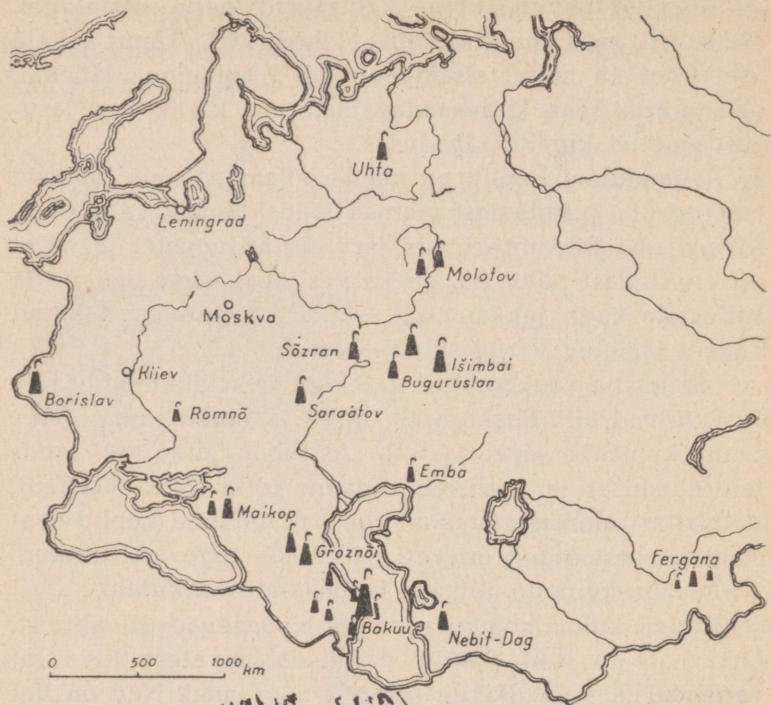 Uhta
Leningrad
Molotov
Moskva
Sõzran
Išimbai
Buguruslan
Kiiev
Borislav
Romnõ
Saraatov
Emba
Maikop
Groznõi
Fergana
Bakuu
Nebit-Dag
0 500 1000 km